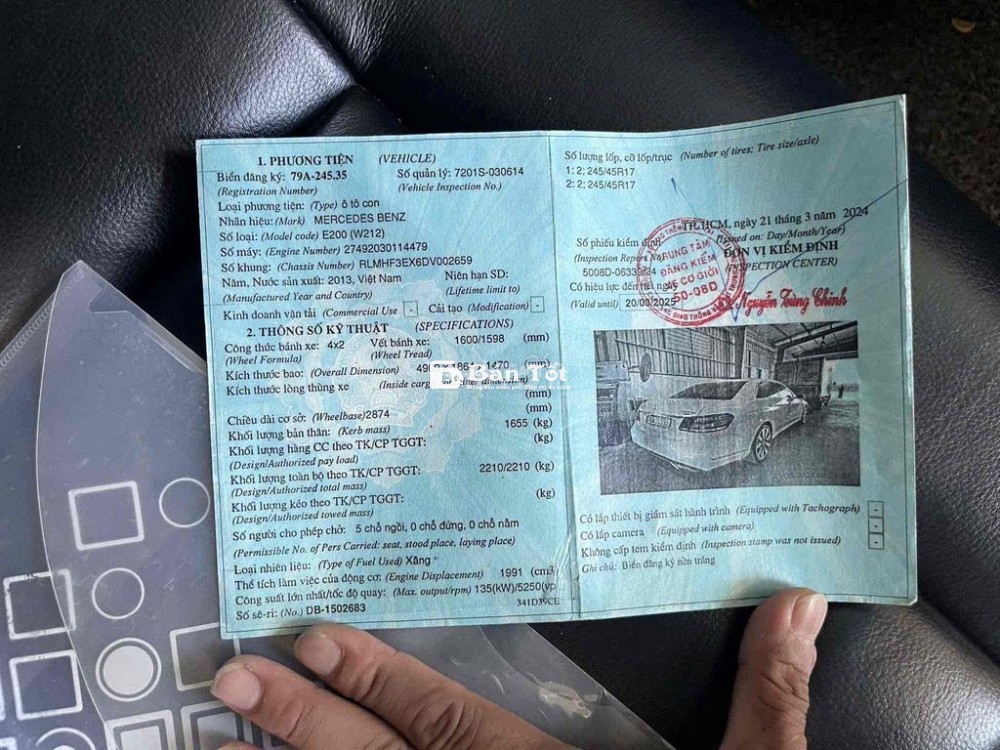 1. PHƯƠNG TIỆN (VEHICLE)
Biển đăng ký: 79A-245.35 Số quản lý: 7201S-030614
(Registration Number) (Vehicle Inspection No.)
Loại phương tiện: (Type) ô tô con
Nhãn hiệu: (Mark) MERCEDES BENZ
Số loại: (Model code) E200 (W212)
Số máy: (Engine Number) 27492030114479
Số khung: (Chassis Number) RLMHF3EX6DV002659
Năm, Nước sản xuất: 2013, Việt Nam Niên hạn SD:
(Manufactured Year and Country) (Lifetime limit to)
Kinh doanh vận tải (Commercial Use - Cải tạo (Modification) -
2. THÔNG SỐ KỸ THUẬT (SPECIFICATIONS)
Công thức bánh xe: 4x2 Vết bánh xe: 1600/1598 (mm)
(Wheel Formula) (Wheel Tread)
Kích thước bao: (Overall Dimension) 1470 (mm)
Kích thước lòng thùng xe (Inside
(mm)
Chiều dài cơ sở: (Wheelbase) 2874 (mm)
Khối lượng bản thân: (Kerb mass) 1655 (kg)
Khối lượng hàng CC theo TK/CP TGGT: (kg)
(Design/Authorized pay load)
Khối lượng toàn bộ theo TK/CP TGGT: 2210/2210 (kg)
(Design/Authorized total mass)
Khối lượng kéo theo TK/CP TGGT: (kg)
(Design/Authorized towed mass)
Số người cho phép chở: 5 chỗ ngồi, 0 chỗ đứng, 0 chỗ nằm
(Permissible No. of Pers Carried: seat, stood place, laying place)
Loại nhiên liệu: (Type of Fuel Used) Xăng
Thể tích làm việc của động cơ: (Engine Displacement) 1991 (cm3
Công suất lớn nhất/tốc độ quay: (Max. output/rpm) 135(kW)/5250(vp
Số sê-ri: (No.) DB-1502683 341D39CE
Số lượng lốp, cỡ lốp/trục (Number of tires; Tire size/axle)
1: 2; 245/45R17
2: 2; 245/45R17
TP.HCM, ngày 21 tháng 3 năm 2024
(Issued on: Day/Month/Year)
Số phiếu kiểm định ĐƠN VỊ KIỂM ĐỊNH
(Inspection Report No (INSPECTION CENTER)
5008D-06339/24
Có hiệu lực đến hết ngày
(Valid until) 20/03/2025
TRUNG TÂM
ĐĂNG KIỂM
XE CƠ GIỚI
50-08D
Nguyễn Tùng Chinh
Có lắp thiết bị giám sát hành trình (Equipped with Tachograph) -
Có lắp camera (Equipped with camera) -
Không cấp tem kiểm định (Inspection stamp was not issued) -
Ghi chú: Biển đăng ký nền trắng
Bán Tốt